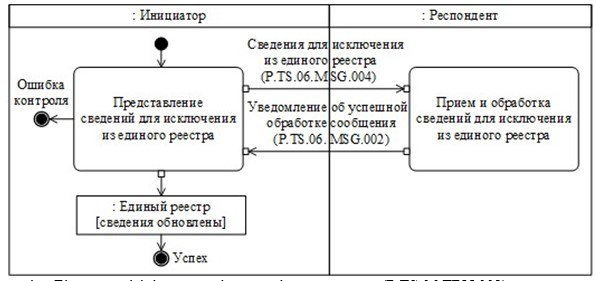 : Инициатор
: Респондент
Сведения для исключения
из единого реестра
(P.TS.06.MSG.004)
Ошибка
контроля
Представление
сведений для исключения
из единого реестра
Уведомление об успешной
обработке сообщения
(P.TS.06.MSG.002)
Прием и обработка
сведений для исключения
из единого реестра
: Единый реестр
[сведения обновлены]
Успех